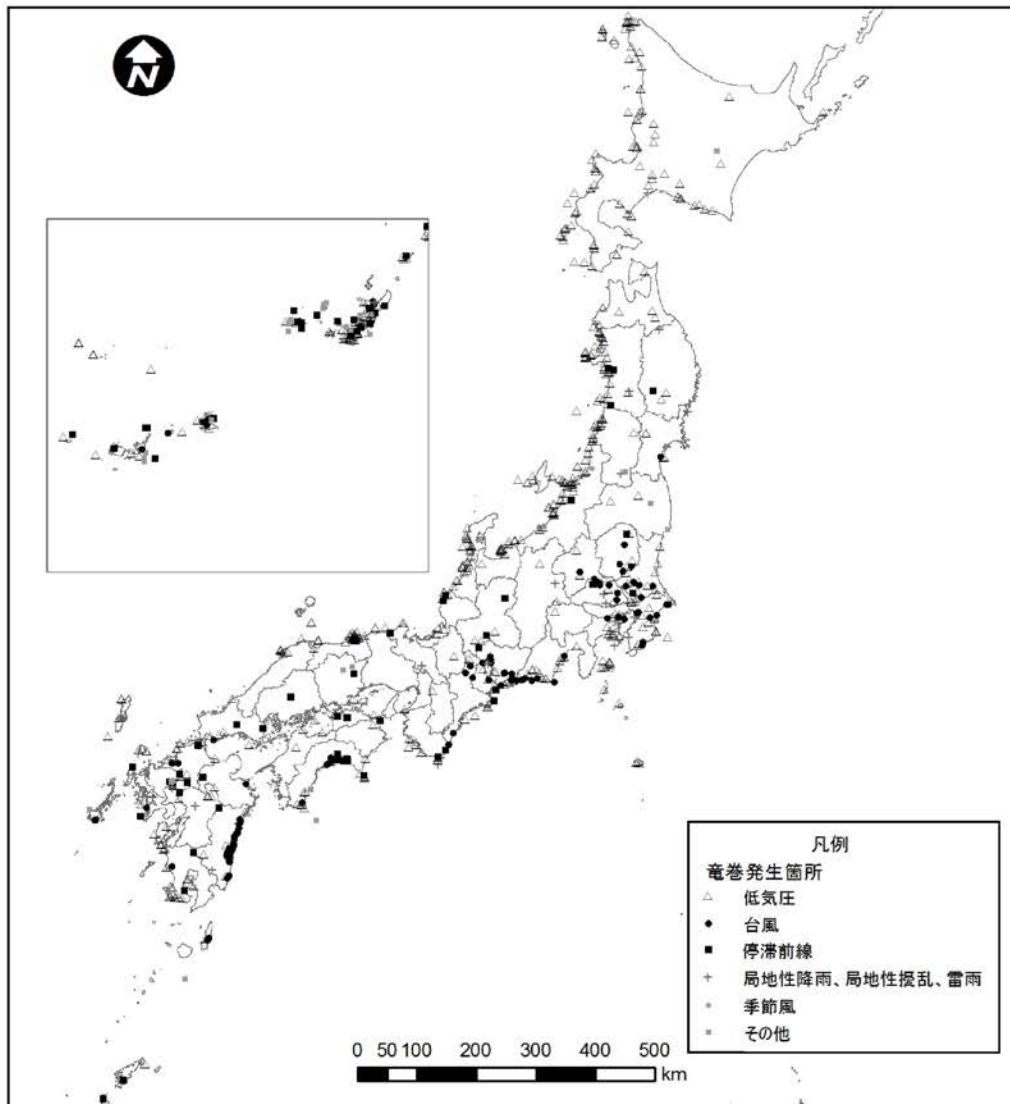 N
凡例
竜巻発生箇所
低気圧
台風
停滞前線
局地性降雨、局地性擾乱、雷雨
季節風
その他
0 50 100 200 300 400 500
km